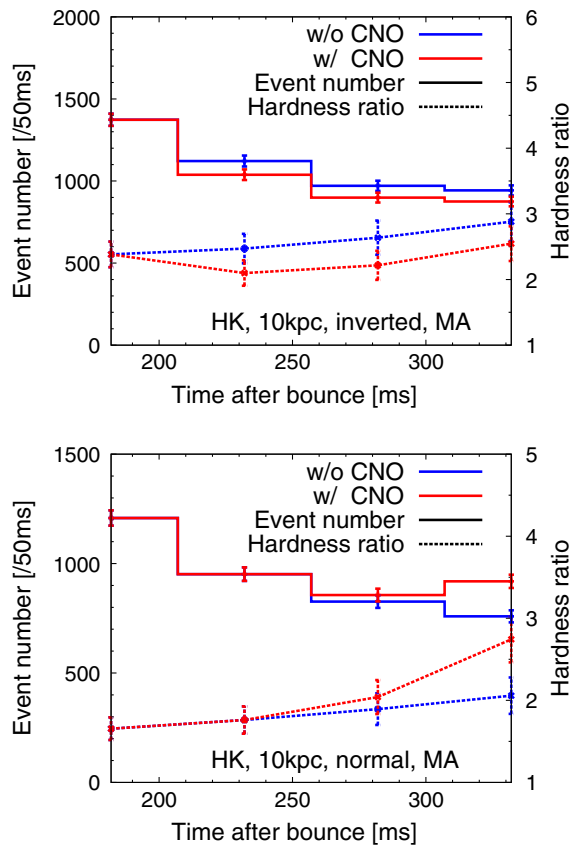 2000
1500
1000
500
0
Event number [/50ms]
6
5
4
3
2
1
Hardness ratio
w/o CNO
w/ CNO
Event number
Hardness ratio
HK, 10kpc, inverted, MA
200 250 300
Time after bounce [ms]
1500
1000
500
0
Event number [/50ms]
5
4
3
2
1
Hardness ratio
w/o CNO
w/ CNO
Event number
Hardness ratio
HK, 10kpc, normal, MA
200 250 300
Time after bounce [ms]